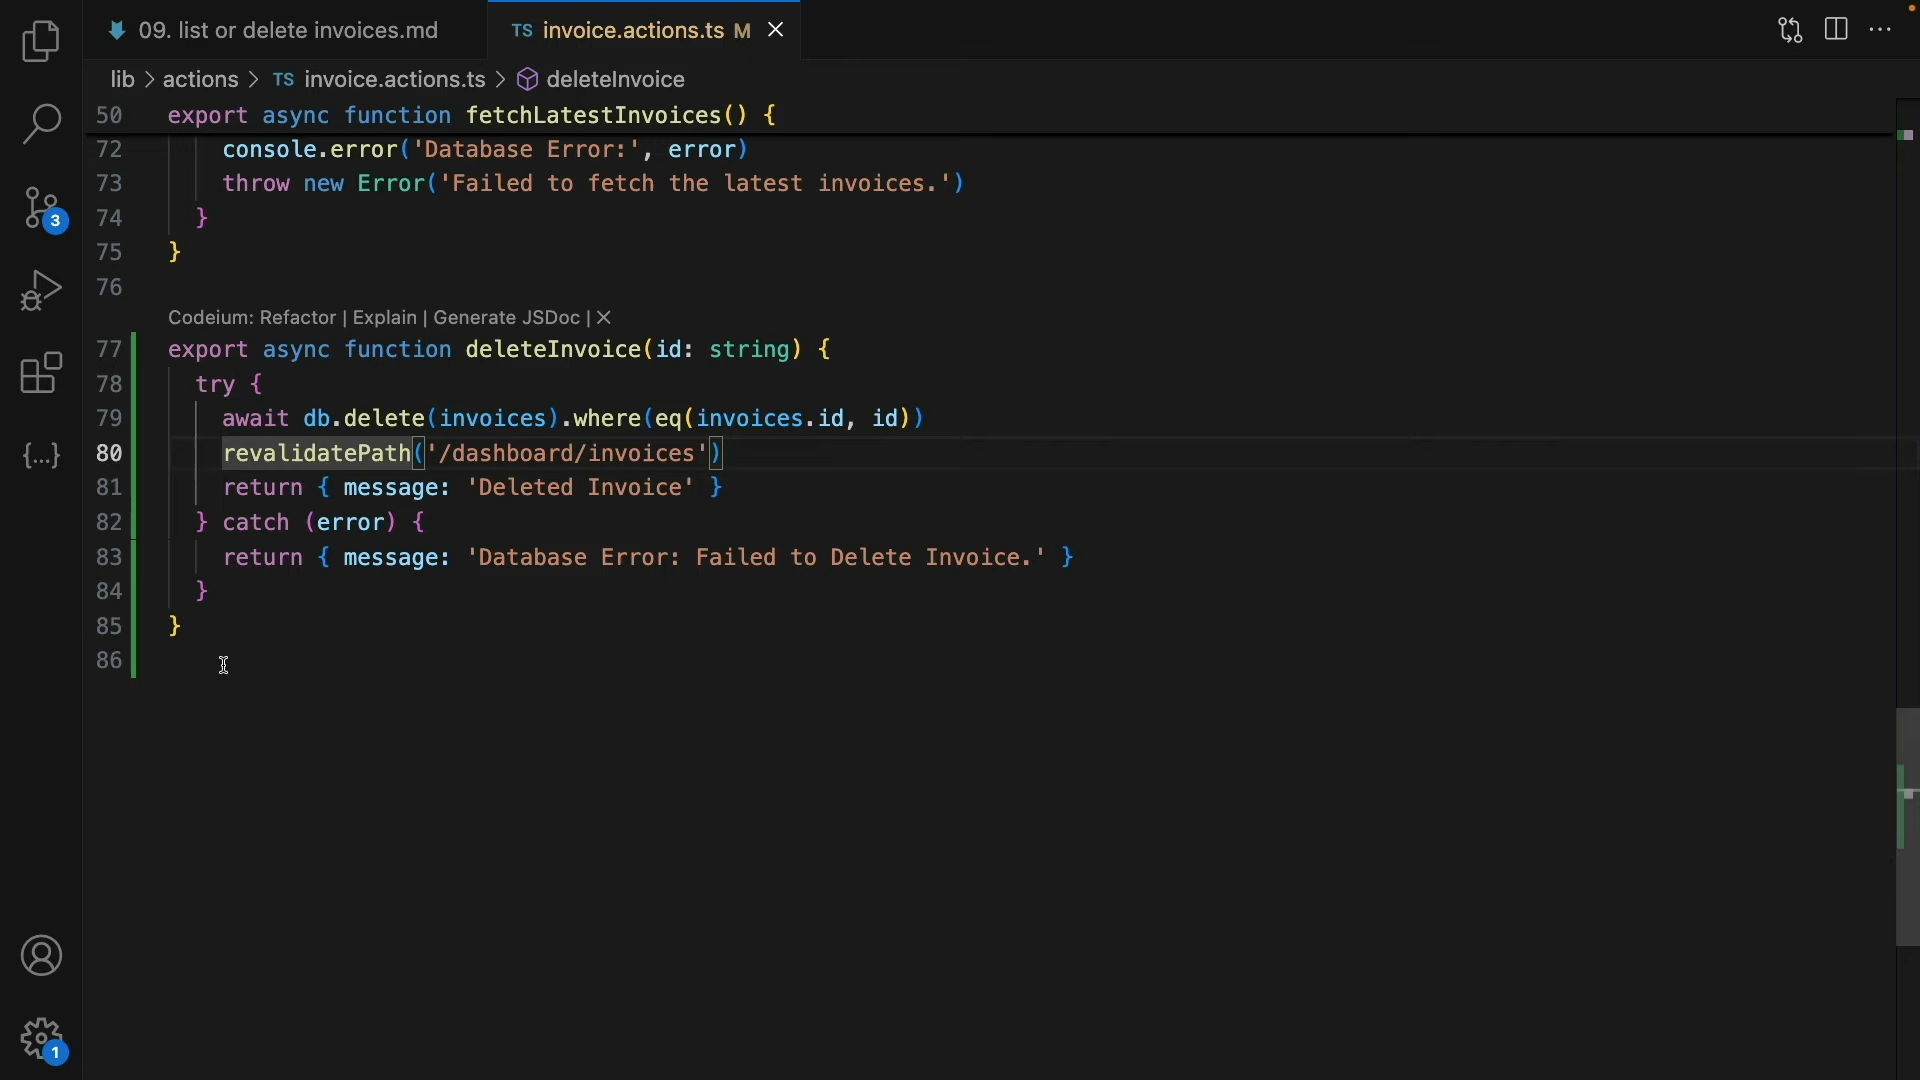 09. list or delete invoices.md
TS invoice.actions.ts M
lib > actions > TS invoice.actions.ts > deleteInvoice
50 export async function fetchLatestInvoices() {
72 console.error('Database Error:', error)
73 throw new Error('Failed to fetch the latest invoices.')
74 }
75 }
76
Codeium: Refactor | Explain | Generate JSDoc | ×
77 export async function deleteInvoice(id: string) {
78 try {
79 await db.delete(invoices).where(eq(invoices.id, id))
80 revalidatePath('/dashboard/invoices')
81 return { message: 'Deleted Invoice' }
82 } catch (error) {
83 return { message: 'Database Error: Failed to Delete Invoice.' }
84 }
85 }
86
3
{...}
1